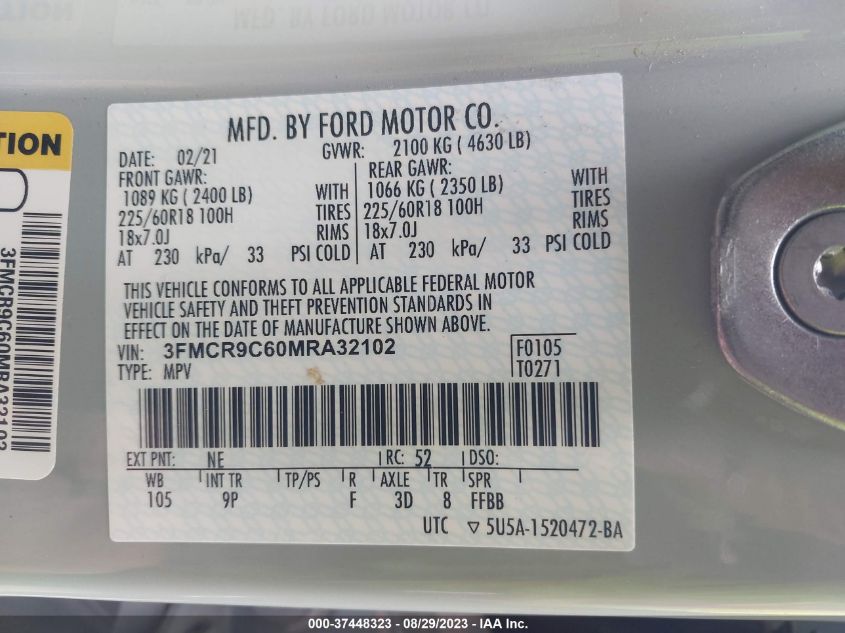 MFD. BY FORD MOTOR CO.
TION
MFD. BY FORD MOTOR CO.
DATE: 02/21 GVWR: 2100 KG ( 4630 LB)
FRONT GAWR: REAR GAWR:
1089 KG ( 2400 LB) WITH 1066 KG ( 2350 LB) WITH
225/60R18 100H TIRES 225/60R18 100H TIRES
18x7.0J RIMS 18x7.0J RIMS
AT 230 kPa/ 33 PSI COLD AT 230 kPa/ 33 PSI COLD
THIS VEHICLE CONFORMS TO ALL APPLICABLE FEDERAL MOTOR
VEHICLE SAFETY AND THEFT PREVENTION STANDARDS IN
EFFECT ON THE DATE OF MANUFACTURE SHOWN ABOVE.
VIN: 3FMCR9C60MRA32102 F0105
TYPE: MPV T0271
EXT PNT: NE RC: 52 DSO:
WB INT TR TP/PS R AXLE TR SPR
105 9P F 3D 8 FFBB
UTC ▽ 5U5A-1520472-BA
3FMCR9C60MRA32102
000-37448323 - 08/29/2023 - IAA Inc.